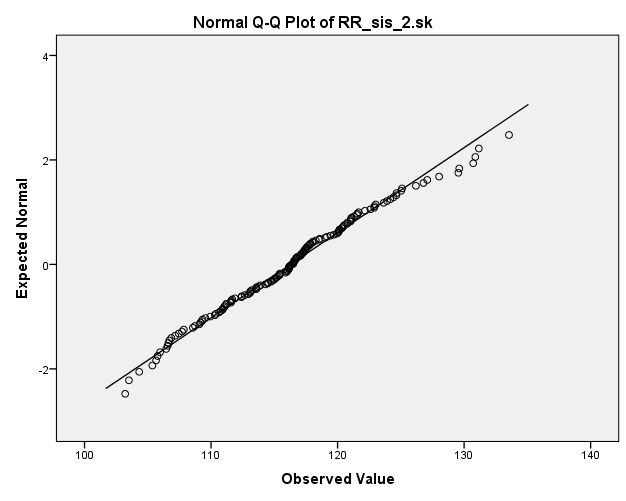 Normal Q-Q Plot of RR_sis_2.sk
4
2
0
-2
Expected Normal
100 110 120 130 140
Observed Value